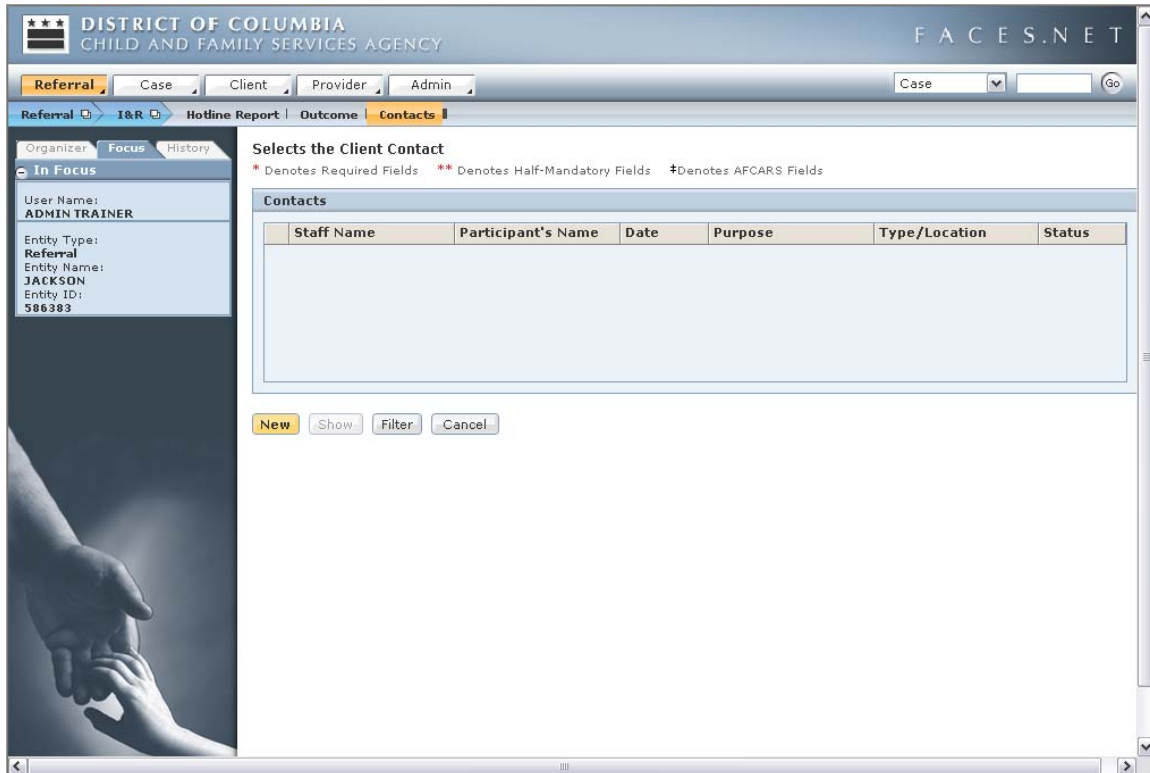 DISTRICT OF COLUMBIA
CHILD AND FAMILY SERVICES AGENCY
FACES.NET
Referral Case Client Provider Admin Case Go
Referral I&R Hotline Report Outcome Contacts
Organizer Focus History
In Focus
User Name:
ADMIN TRAINER
Entity Type:
Referral
Entity Name:
JACKSON
Entity ID:
586383
Selects the Client Contact
* Denotes Required Fields ** Denotes Half-Mandatory Fields ‡Denotes AFCARS Fields
Contacts
Staff Name Participant's Name Date Purpose Type/Location Status
New Show Filter Cancel